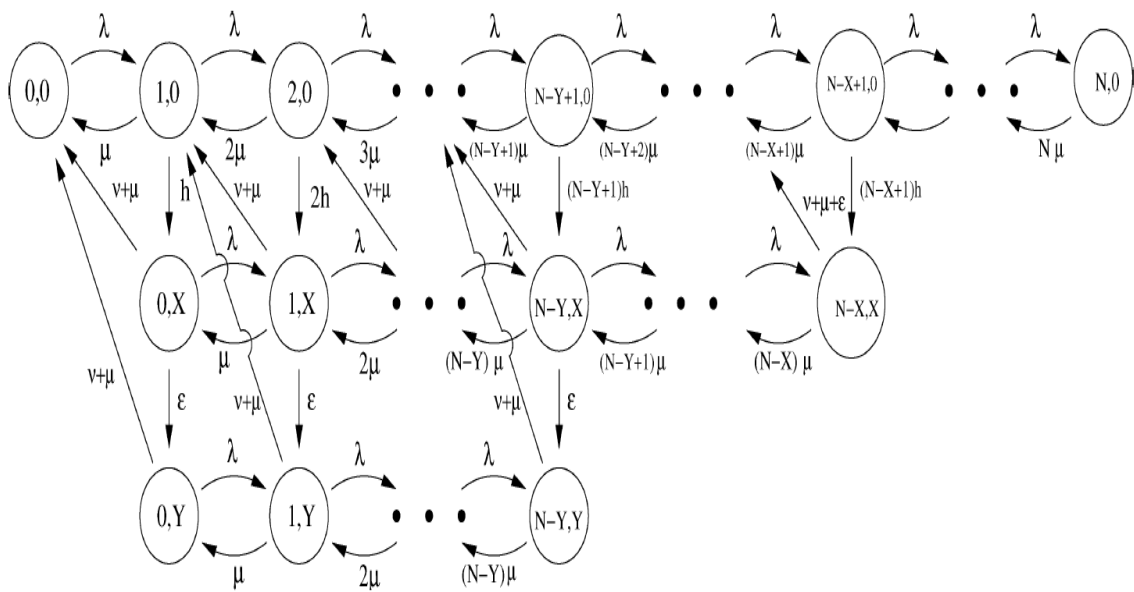 λ λ λ λ λ λ λ λ
0,0 1,0 2,0 N−Y+1,0 N−X+1,0 N,0
μ 2μ 3μ (N−Y+1)μ (N−Y+2)μ (N−X+1)μ N μ
ν+μ h ν+μ 2h ν+μ ν+μ (N−Y+1)h ν+μ+ε (N−X+1)h
λ λ λ λ λ
0,X 1,X N−Y,X N−X,X
μ 2μ (N−Y) μ (N−Y+1) μ (N−X) μ
ν+μ ε ν+μ ε ν+μ ε
λ λ λ
0,Y 1,Y N−Y,Y
μ 2μ (N−Y)μ